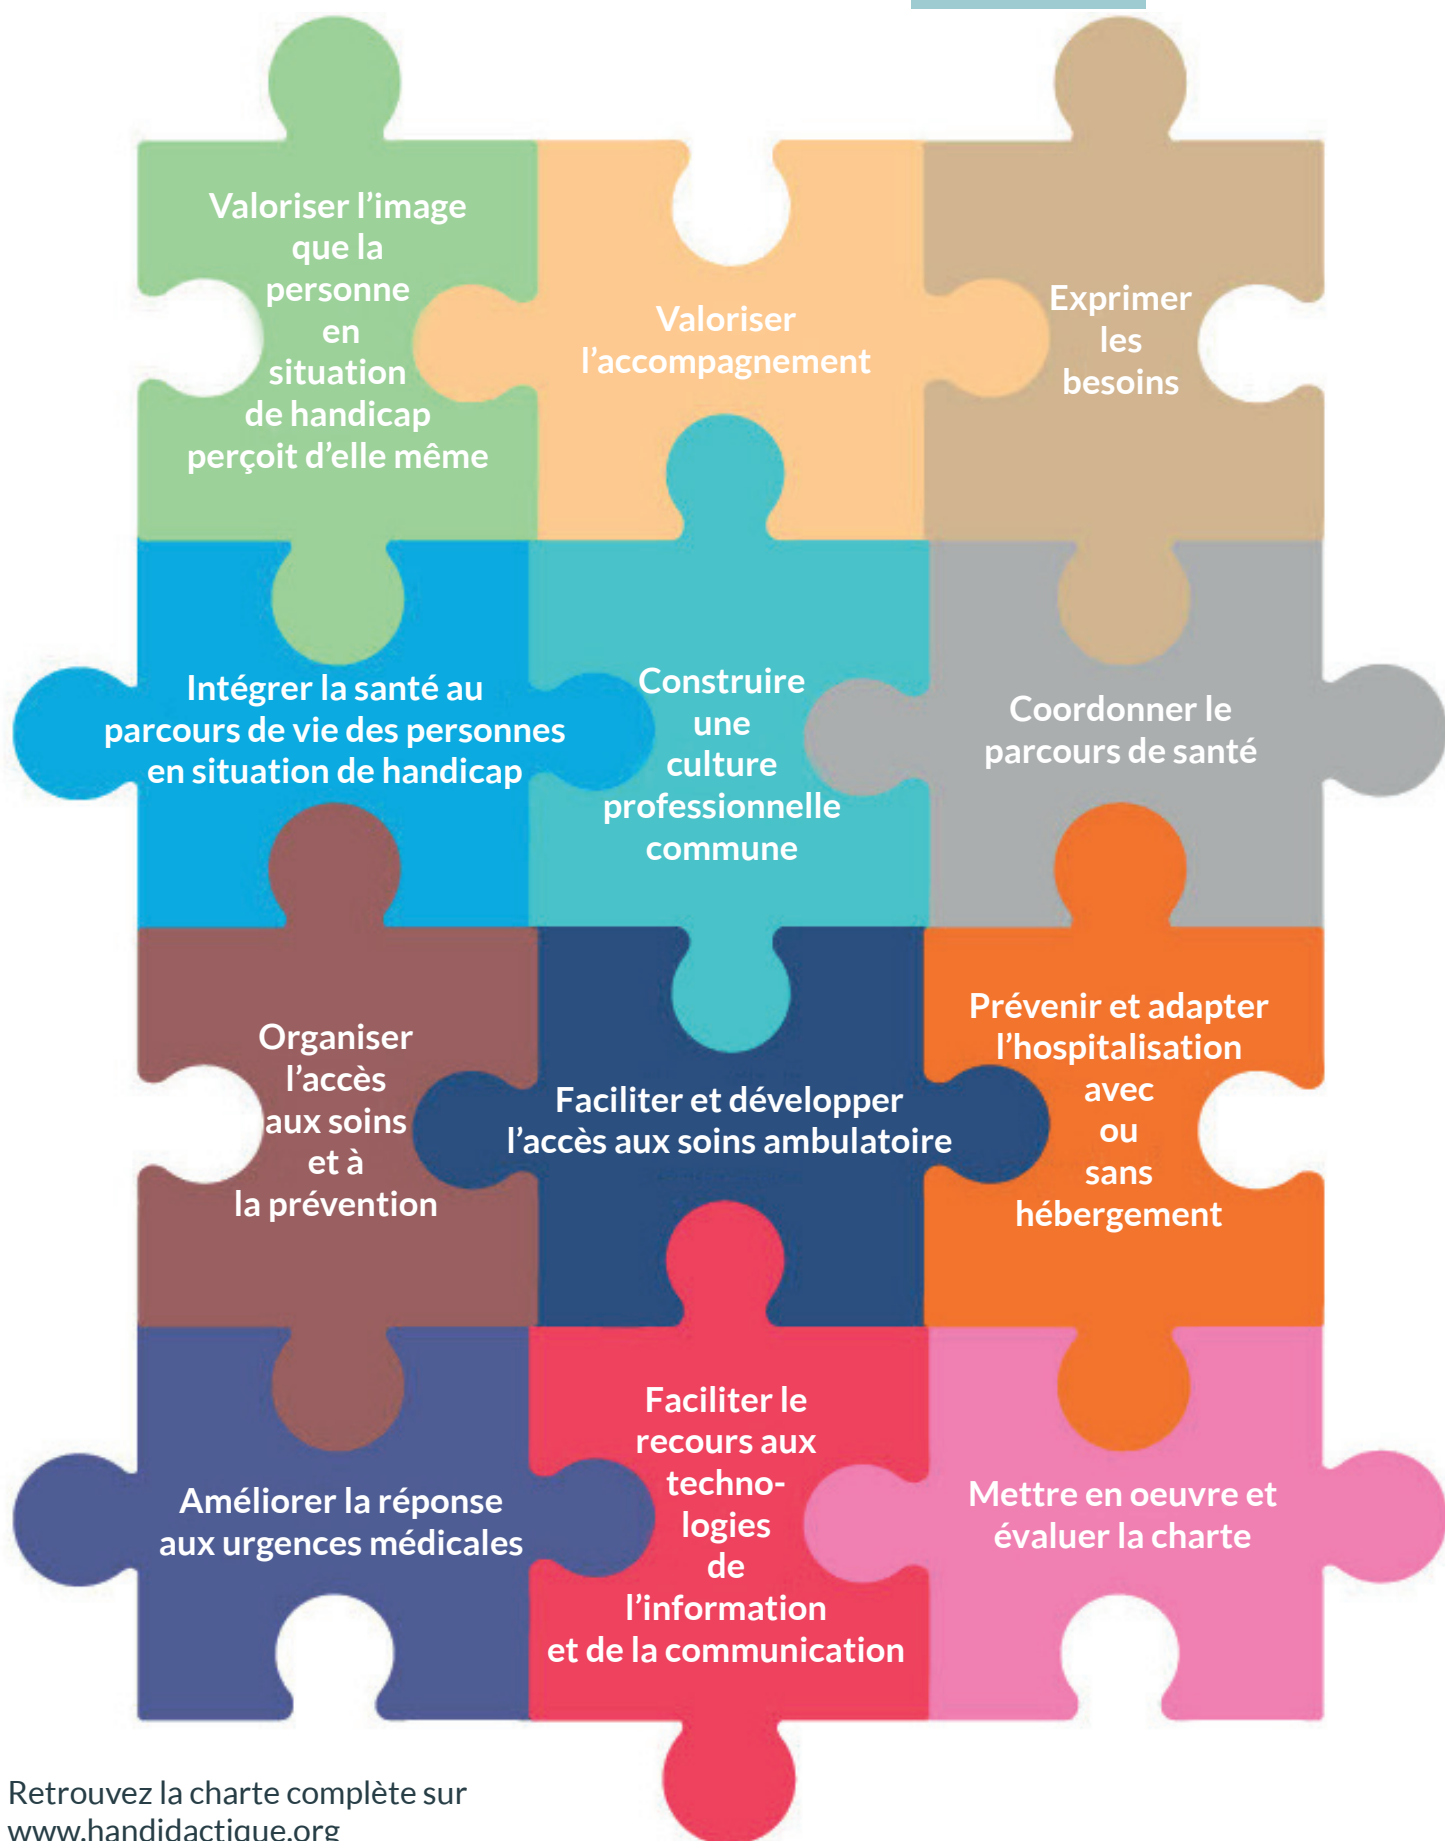 Valoriser l'image
que la
personne
en
situation
de handicap
perçoit d'elle même
Valoriser
l'accompagnement
Exprimer
les
besoins
Intégrer la santé au
parcours de vie des personnes
en situation de handicap
Construire
une
culture
professionnelle
commune
Coordonner le
parcours de santé
Organiser
l'accès
aux soins
et à
la prévention
Faciliter et développer
l'accès aux soins ambulatoire
Prévenir et adapter
l'hospitalisation
avec
ou
sans
hébergement
Améliorer la réponse
aux urgences médicales
Faciliter le
recours aux
techno-
logies
de
l'information
et de la communication
Mettre en oeuvre et
évaluer la charte
Retrouvez la charte complète sur
www.handidactique.org